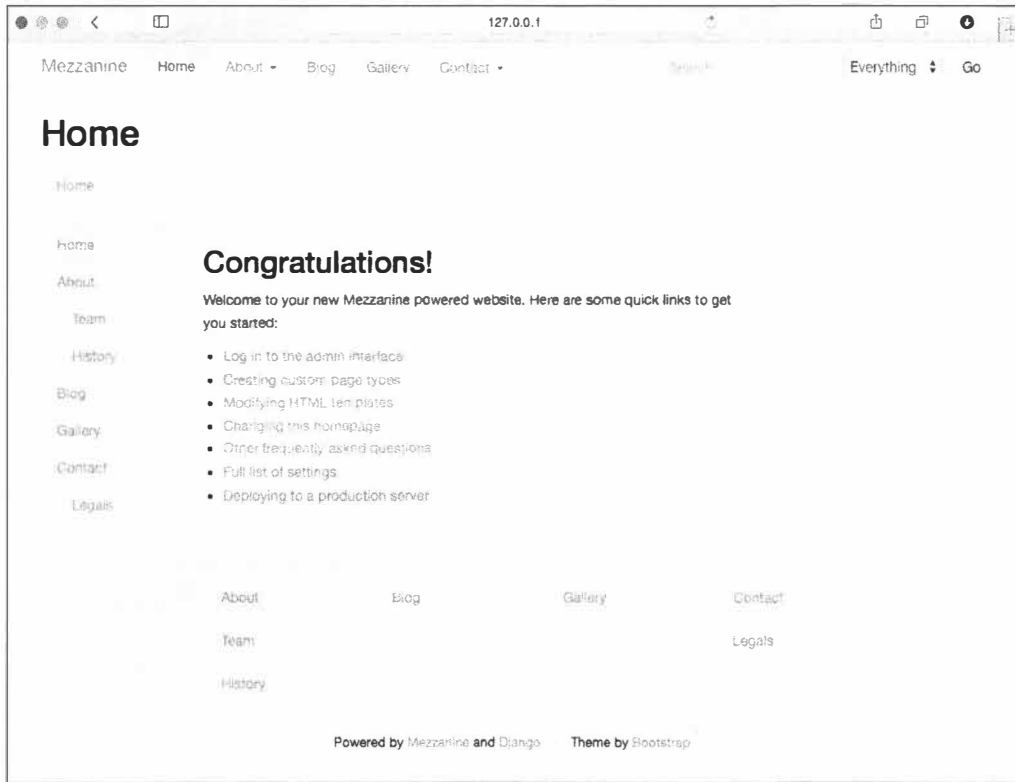 127.0.0.1
Mezzanine Home About Blog Gallery Contact Search Everything Go
Home
Home
Home
About
Team
History
Blog
Gallery
Contact
Legals
Congratulations!
Welcome to your new Mezzanine powered website. Here are some quick links to get
you started:
• Log in to the admin interface
• Creating custom page types
• Modifying HTML templates
• Changing this homepage
• Other frequently asked questions
• Full list of settings
• Deploying to a production server
About Blog Gallery Contact
Team Legals
History
Powered by Mezzanine and Django Theme by Bootstrap